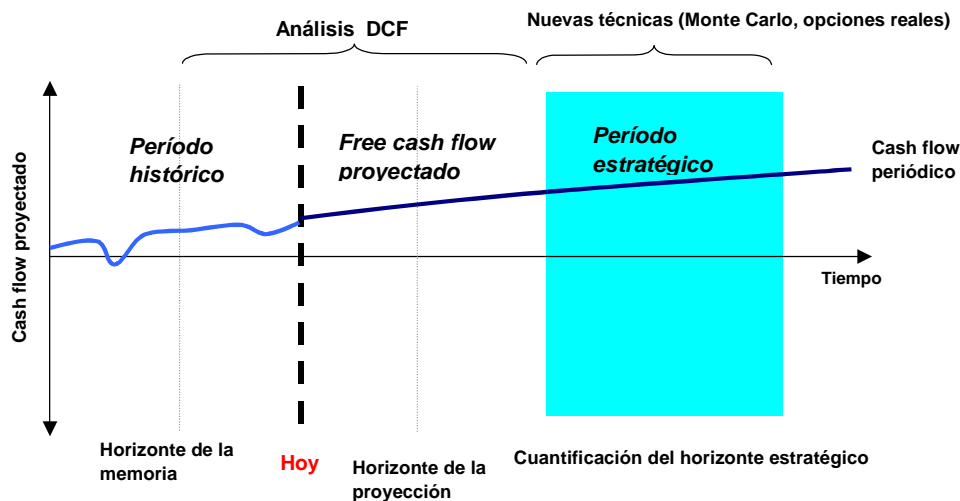 Nuevas técnicas (Monte Carlo, opciones reales)
Análisis DCF
Período
histórico
Free cash flow
proyectado
Período
estratégico
Cash flow
periódico
Cash flow proyectado
Tiempo
Horizonte de la
memoria
Hoy
Horizonte de la
proyección
Cuantificación del horizonte estratégico